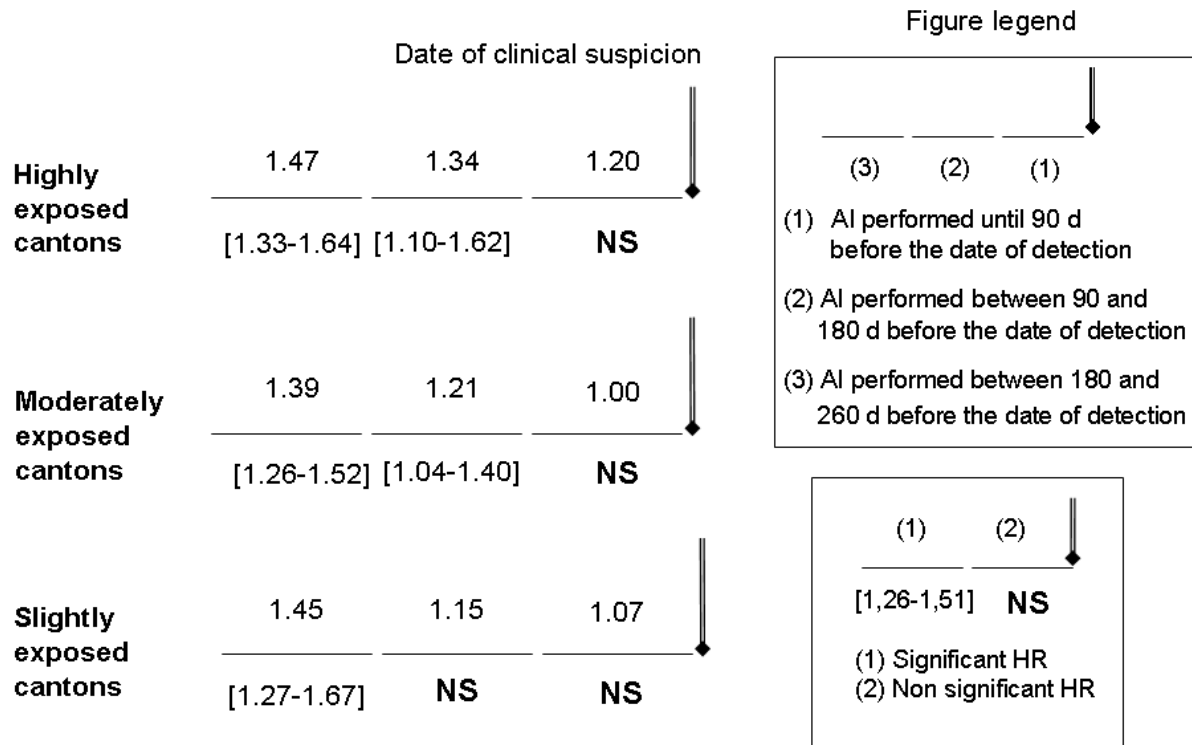 Date of clinical suspicion
Highly
exposed
cantons
1.47 1.34 1.20
[1.33-1.64] [1.10-1.62] NS
Moderately
exposed
cantons
1.39 1.21 1.00
[1.26-1.52] [1.04-1.40] NS
Slightly
exposed
cantons
1.45 1.15 1.07
[1.27-1.67] NS NS
Figure legend
(3) (2) (1)
(1) AI performed until 90 d
before the date of detection
(2) AI performed between 90 and
180 d before the date of detection
(3) AI performed between 180 and
260 d before the date of detection
(1) (2)
[1,26-1,51] NS
(1) Significant HR
(2) Non significant HR